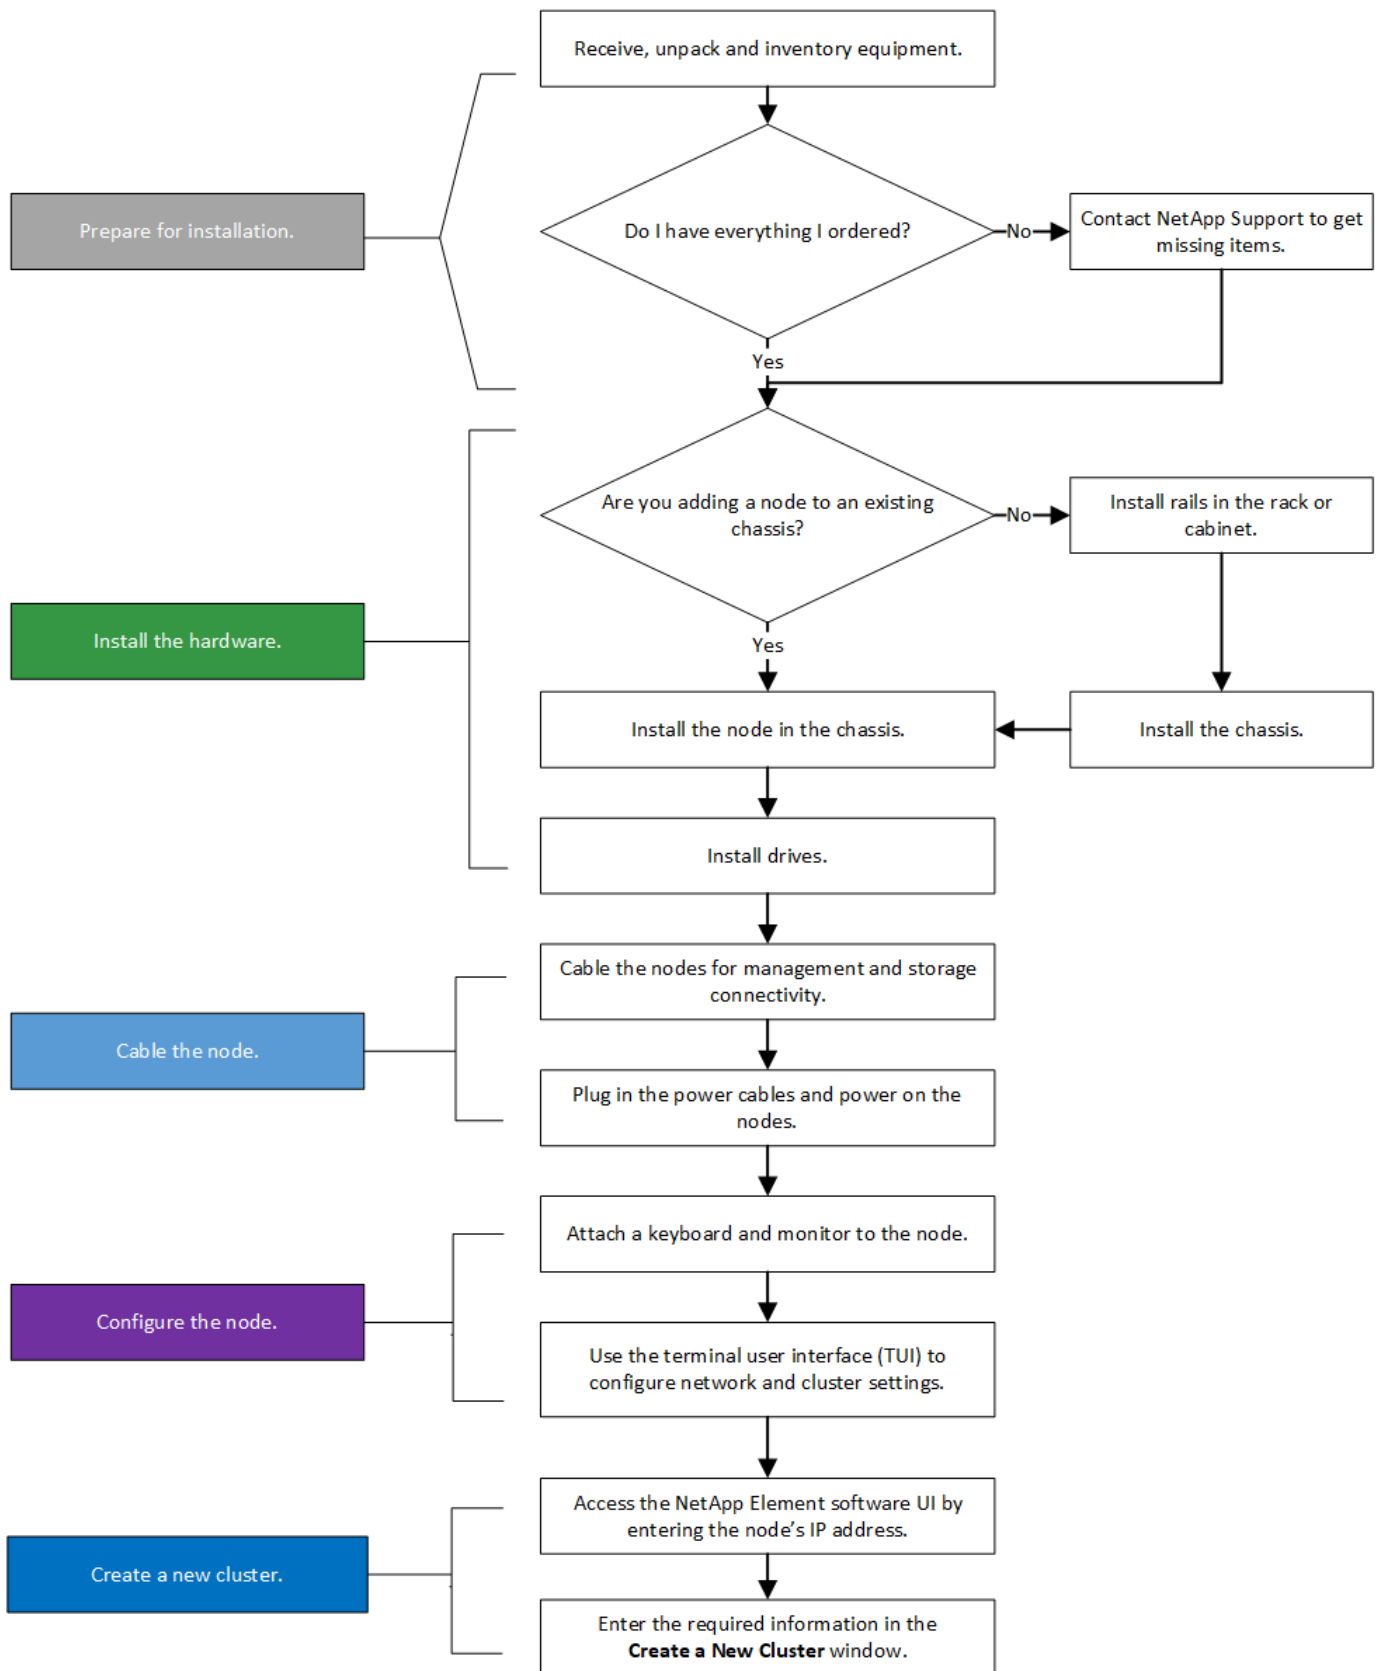 Receive, unpack and inventory equipment.
Prepare for installation.
Do I have everything I ordered?
No
Contact NetApp Support to get
missing items.
Yes
Are you adding a node to an existing
chassis?
No
Install rails in the rack or
cabinet.
Install the hardware.
Yes
Install the node in the chassis.
Install the chassis.
Install drives.
Cable the nodes for management and storage
connectivity.
Cable the node.
Plug in the power cables and power on the
nodes.
Attach a keyboard and monitor to the node.
Configure the node.
Use the terminal user interface (TUI) to
configure network and cluster settings.
Access the NetApp Element software UI by
entering the node’s IP address.
Create a new cluster.
Enter the required information in the
Create a New Cluster window.